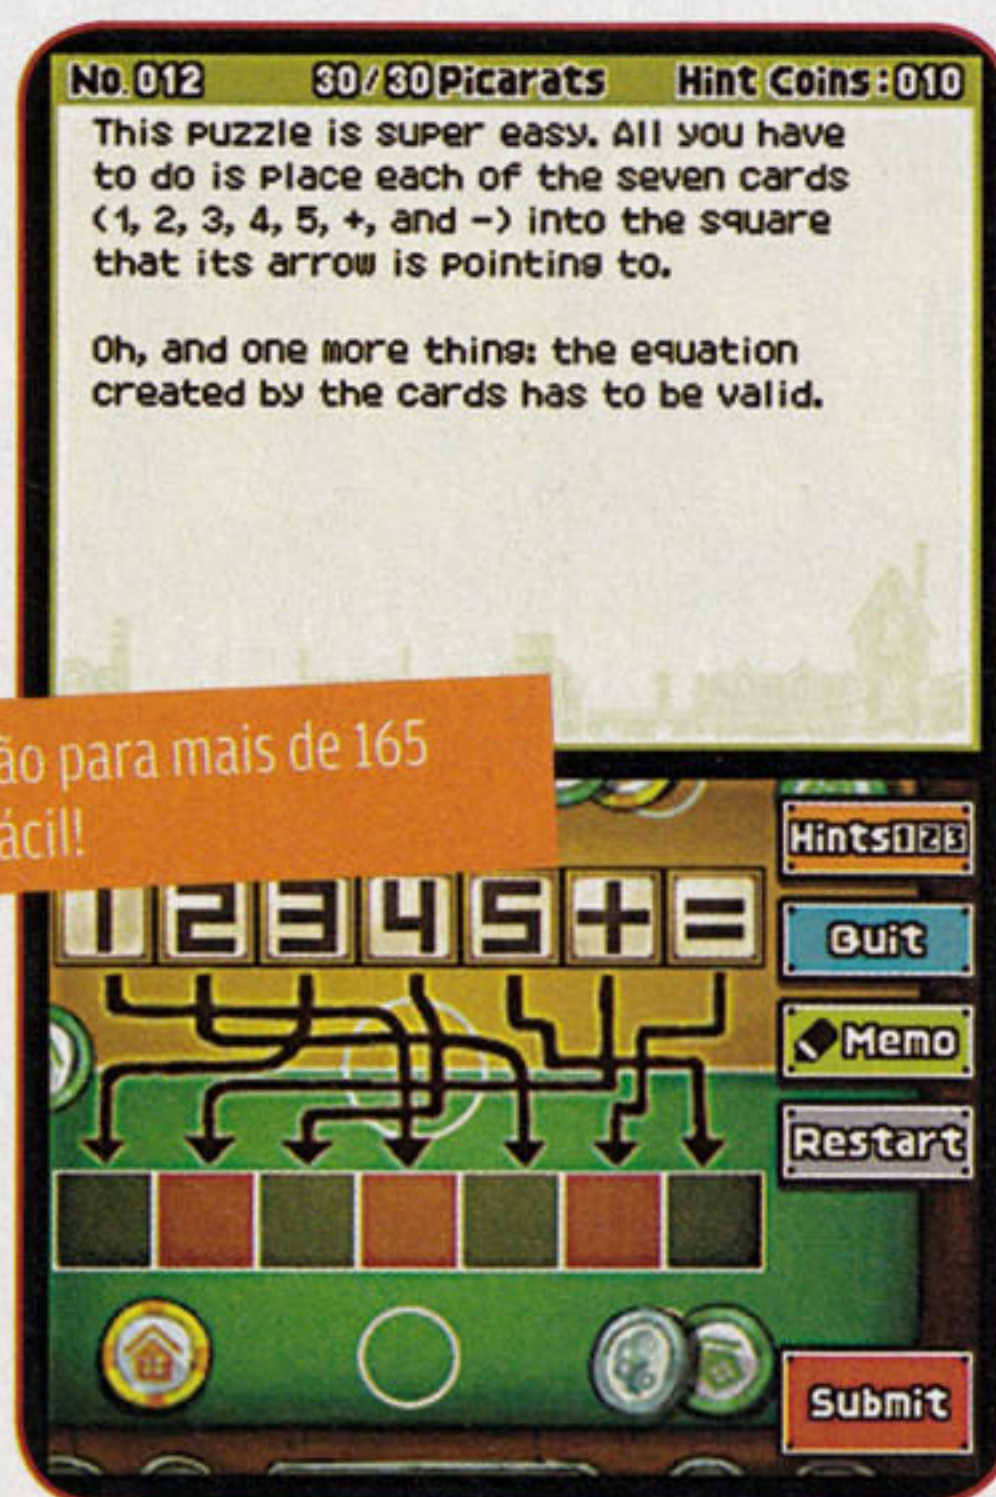 No.012 30/30 Picarats Hint Coins:010
This puzzle is super easy. All you have
to do is place each of the seven cards
(1, 2, 3, 4, 5, +, and -) into the square
that its arrow is pointing to.
Oh, and one more thing: the equation
created by the cards has to be valid.
ão para mais de 165
ácil!
Hints 1 2 3
1 2 3 4 5 + =
Quit
Memo
Restart
Submit